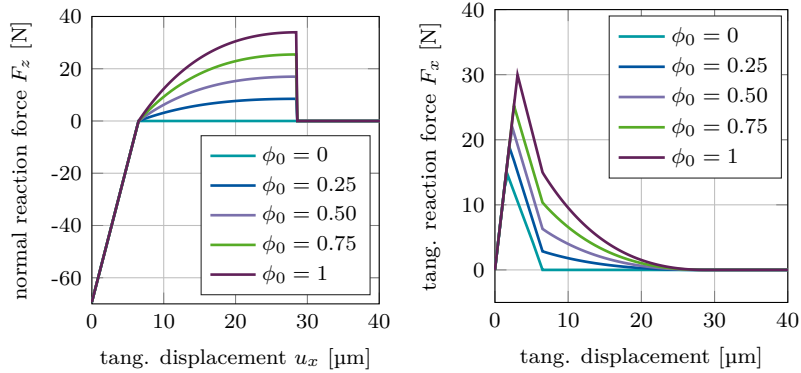 normal reaction force F_z [N]
40
20
0
-20
-40
-60
0 10 20 30 40
tang. displacement u_x [µm]
ϕ_0 = 0
ϕ_0 = 0.25
ϕ_0 = 0.50
ϕ_0 = 0.75
ϕ_0 = 1
tang. reaction force F_x [N]
40
30
20
10
0
0 10 20 30 40
tang. displacement u_x [µm]
ϕ_0 = 0
ϕ_0 = 0.25
ϕ_0 = 0.50
ϕ_0 = 0.75
ϕ_0 = 1